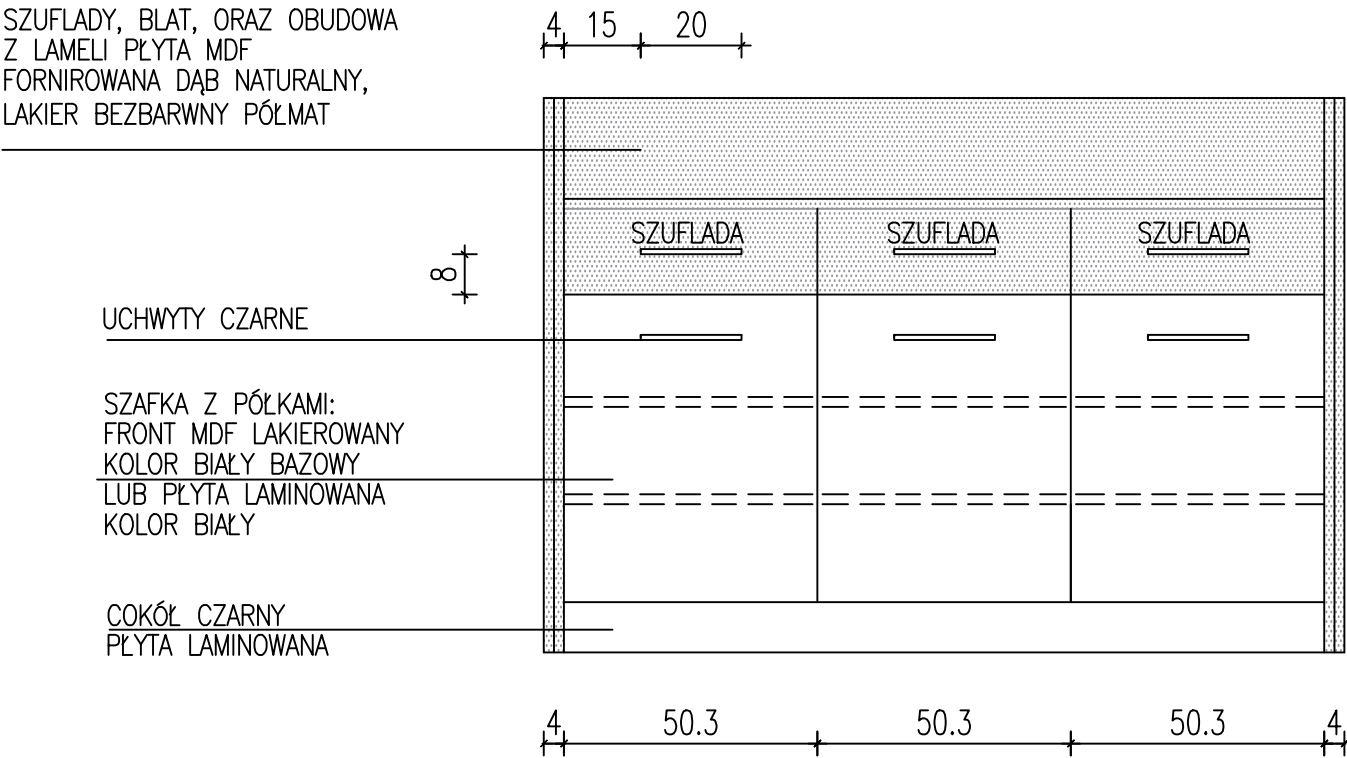 SZUFLADY, BLAT, ORAZ OBUDOWA
Z LAMELI PŁYTA MDF
FORNIROWANA DĄB NATURALNY,
LAKIER BEZBARWNY PÓŁMAT
4 15 20
SZUFLADA SZUFLADA SZUFLADA
8
UCHWYTY CZARNE
SZAFKA Z PÓŁKAMI:
FRONT MDF LAKIEROWANY
KOLOR BIAŁY BAZOWY
LUB PŁYTA LAMINOWANA
KOLOR BIAŁY
COKÓŁ CZARNY
PŁYTA LAMINOWANA
4 50.3 50.3 50.3 4